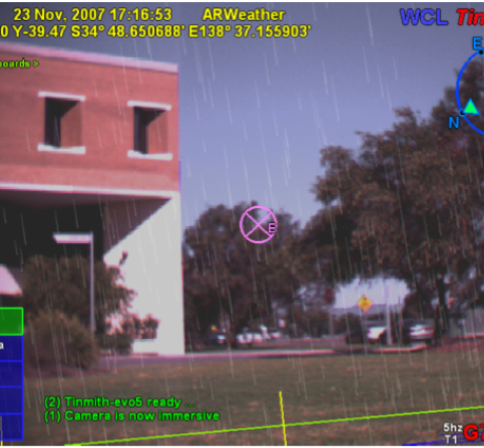 23 Nov. 2007 17:16:53 ARWeather
0 Y-39.47 S34° 48.650688' E138° 37.155903'
WCL Tin
oards >
E
N
E
a
(2) Tinmith-evo5 ready
(1) Camera is now Immersive
5hz
T1
G